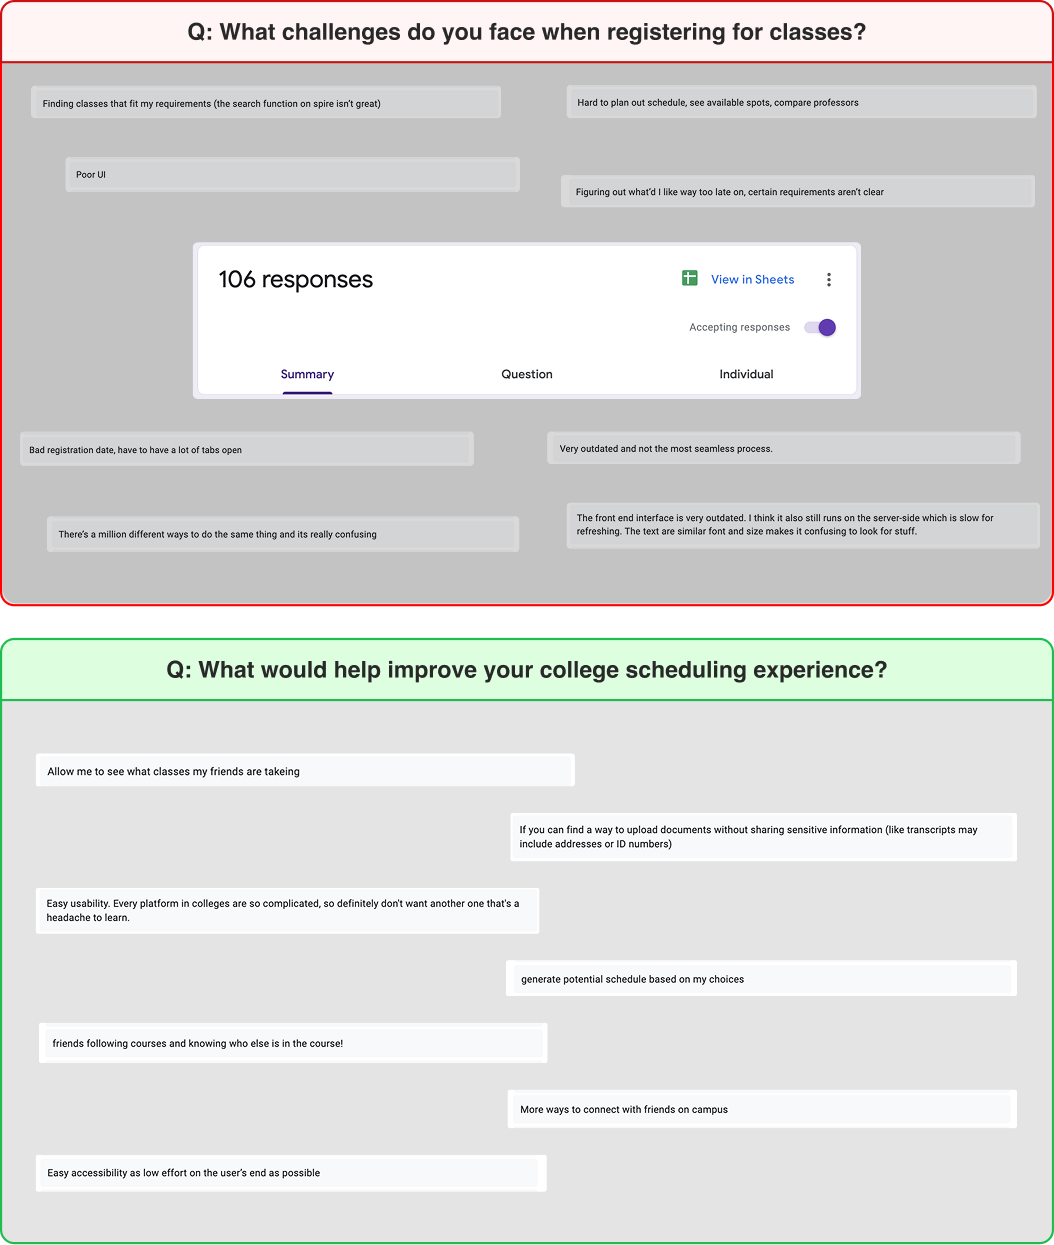 Q: What challenges do you face when registering for classes?
Finding classes that fit my requirements (the search function on spire isn't great)
Hard to plan out schedule, see available spots, compare professors
Poor UI
Figuring out what'd I like way too late on, certain requirements aren't clear
106 responses
View in Sheets
Accepting responses
Summary
Question
Individual
Bad registration date, have to have a lot of tabs open
Very outdated and not the most seamless process.
There's a million different ways to do the same thing and its really confusing
The front end interface is very outdated. I think it also still runs on the server-side which is slow for
refreshing. The text are similar font and size makes it confusing to look for stuff.
Q: What would help improve your college scheduling experience?
Allow me to see what classes my friends are takeing
If you can find a way to upload documents without sharing sensitive information (like transcripts may
include addresses or ID numbers)
Easy usability. Every platform in colleges are so complicated, so definitely don't want another one that's a
headache to learn.
generate potential schedule based on my choices
friends following courses and knowing who else is in the course!
More ways to connect with friends on campus
Easy accessibility as low effort on the user's end as possible